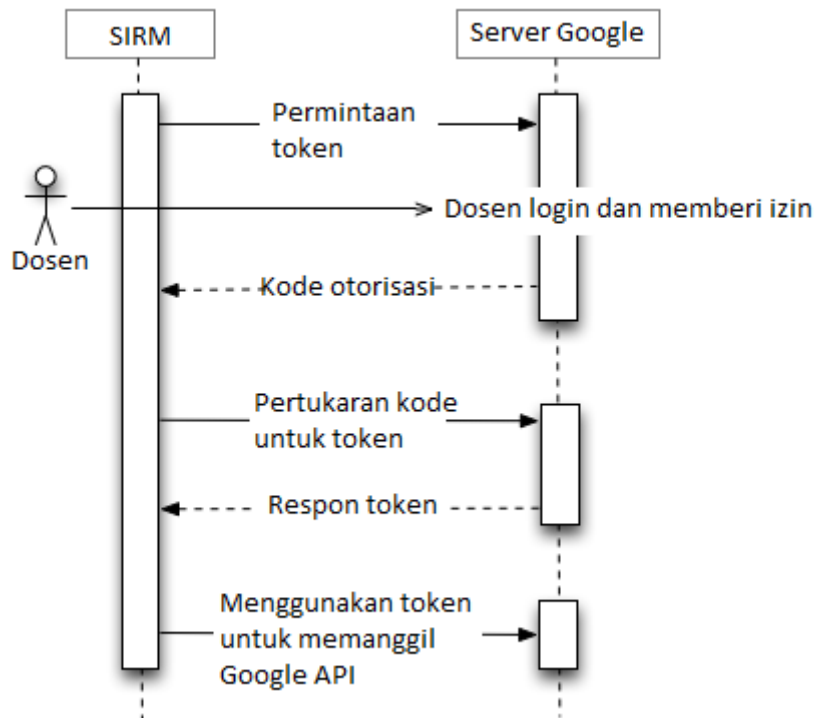 SIRM
Server Google
Permintaan
token
Dosen login dan memberi izin
Dosen
Kode otorisasi
Pertukaran kode
untuk token
Respon token
Menggunakan token
untuk memanggil
Google API